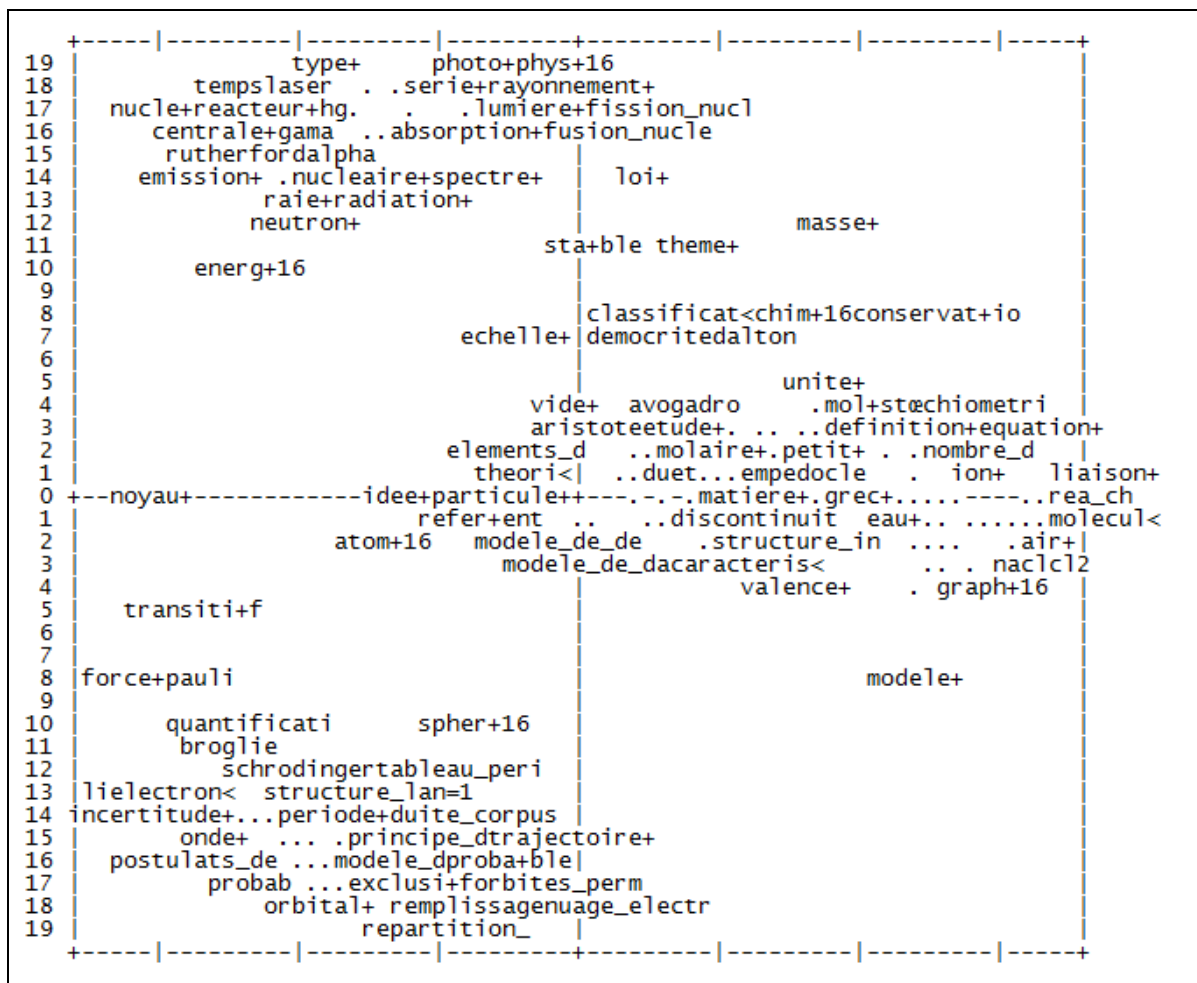 +-----|---------|---------|---------+---------|---------|---------|-----+
19 | type+ photo+phys+16 |
18 | tempslaser . .serie+rayonnement+ |
17 | nucle+reacteur+hg. . .lumiere+fission_nucl |
16 | centrale+gama ..absorption+fusion_nucle |
15 | rutherfordalpha | |
14 | emission+ .nucleaire+spectre+ | loi+ |
13 | raie+radiation+ | |
12 | neutron+ | masse+ |
11 | sta+ble theme+ |
10 | energ+16 | |
9 | | |
8 | |classificat<chim+16conservat+io |
7 | echelle+|democritedalton |
6 | | |
5 | | unite+ |
4 | vide+ avogadro .mol+stœchiometri |
3 | aristoteetude+. .. ..definition+equation+
2 | elements_d ..molaire+.petit+ . .nombre_d |
1 | theori<| ..duet...empedocle . ion+ liaison+
0 +--noyau+------------idee+particule++---.-.-.matiere+.grec+.....----..rea_ch
1 | refer+ent .. ..discontinuit eau+.. ......molecul<
2 | atom+16 modele_de_de .structure_in .... .air+|
3 | modele_de_dacaracteris< .. . naclcl2
4 | | valence+ . graph+16 |
5 | transiti+f | |
6 | | |
7 | | |
8 |force+pauli | modele+ |
9 | | |
10 | quantificati spher+16 | |
11 | broglie | |
12 | schrodingertableau_peri | |
13 |lielectron< structure_lan=1 | |
14 incertitude+...periode+duite_corpus | |
15 | onde+ ... .principe_dtrajectoire+ |
16 | postulats_de ...modele_dproba+ble| |
17 | probab ...exclusi+forbites_perm |
18 | orbital+ remplissagenuage_electr |
19 | repartition_ | |
+-----|---------|---------|---------+---------|---------|---------|-----+